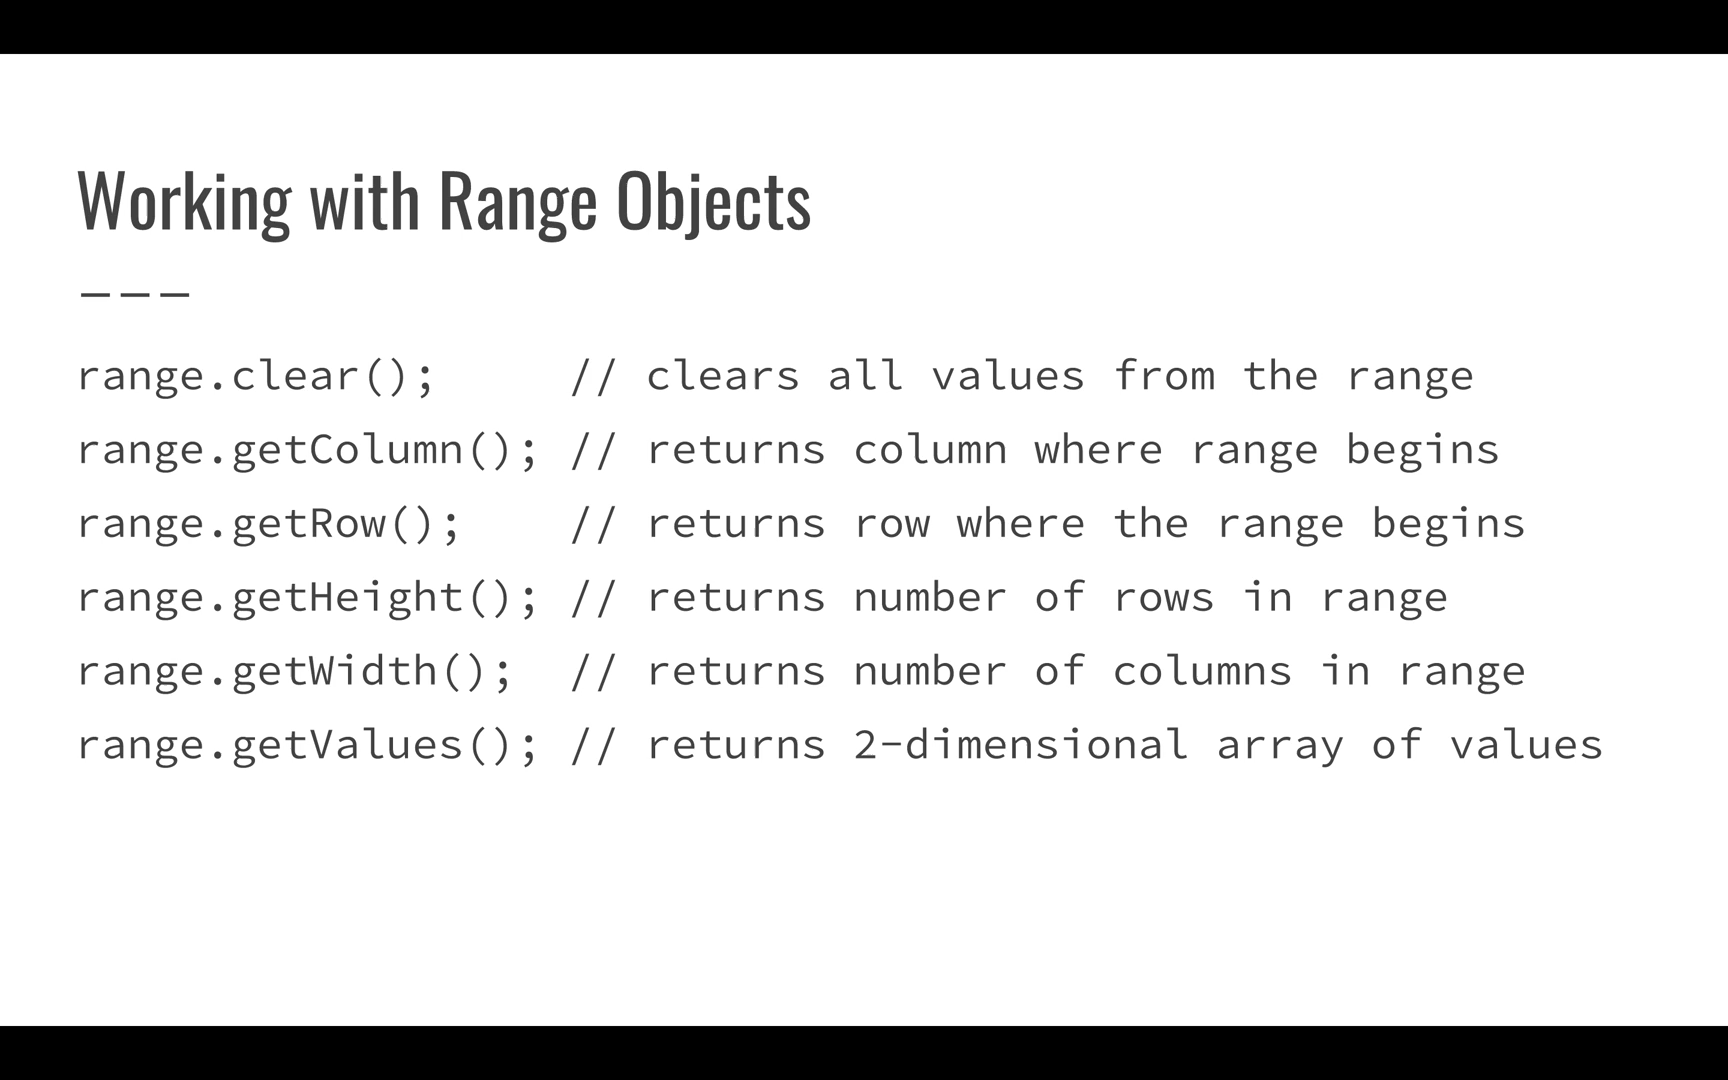 Working with Range Objects
———
range.clear();     // clears all values from the range
range.getColumn(); // returns column where range begins
range.getRow();    // returns row where the range begins
range.getHeight(); // returns number of rows in range
range.getWidth();  // returns number of columns in range
range.getValues(); // returns 2-dimensional array of values